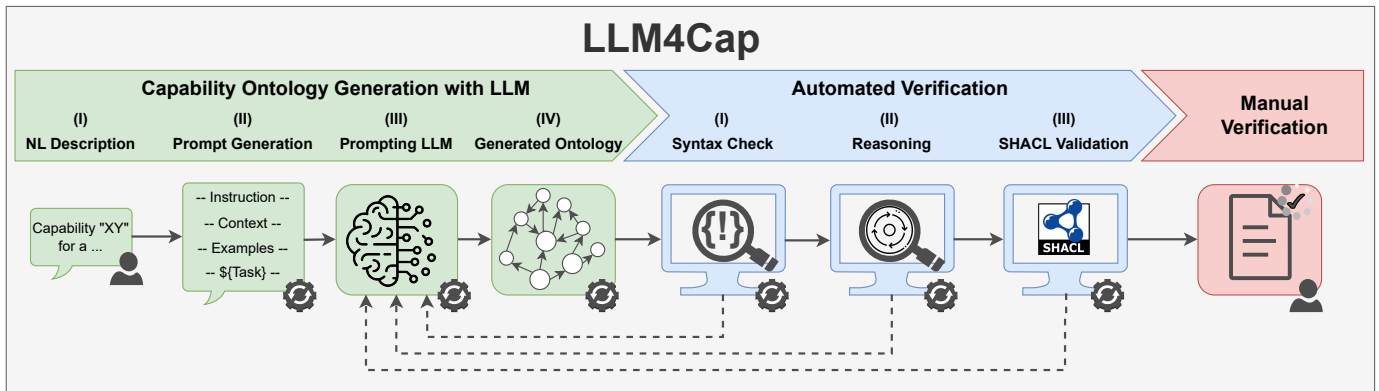 LLM4Cap
Capability Ontology Generation with LLM
Automated Verification
Manual
Verification
(I)
NL Description
(II)
Prompt Generation
(III)
Prompting LLM
(IV)
Generated Ontology
(I)
Syntax Check
(II)
Reasoning
(III)
SHACL Validation
Capability "XY"
for a ...
-- Instruction --
-- Context --
-- Examples --
-- ${Task} --
{!}
SHACL